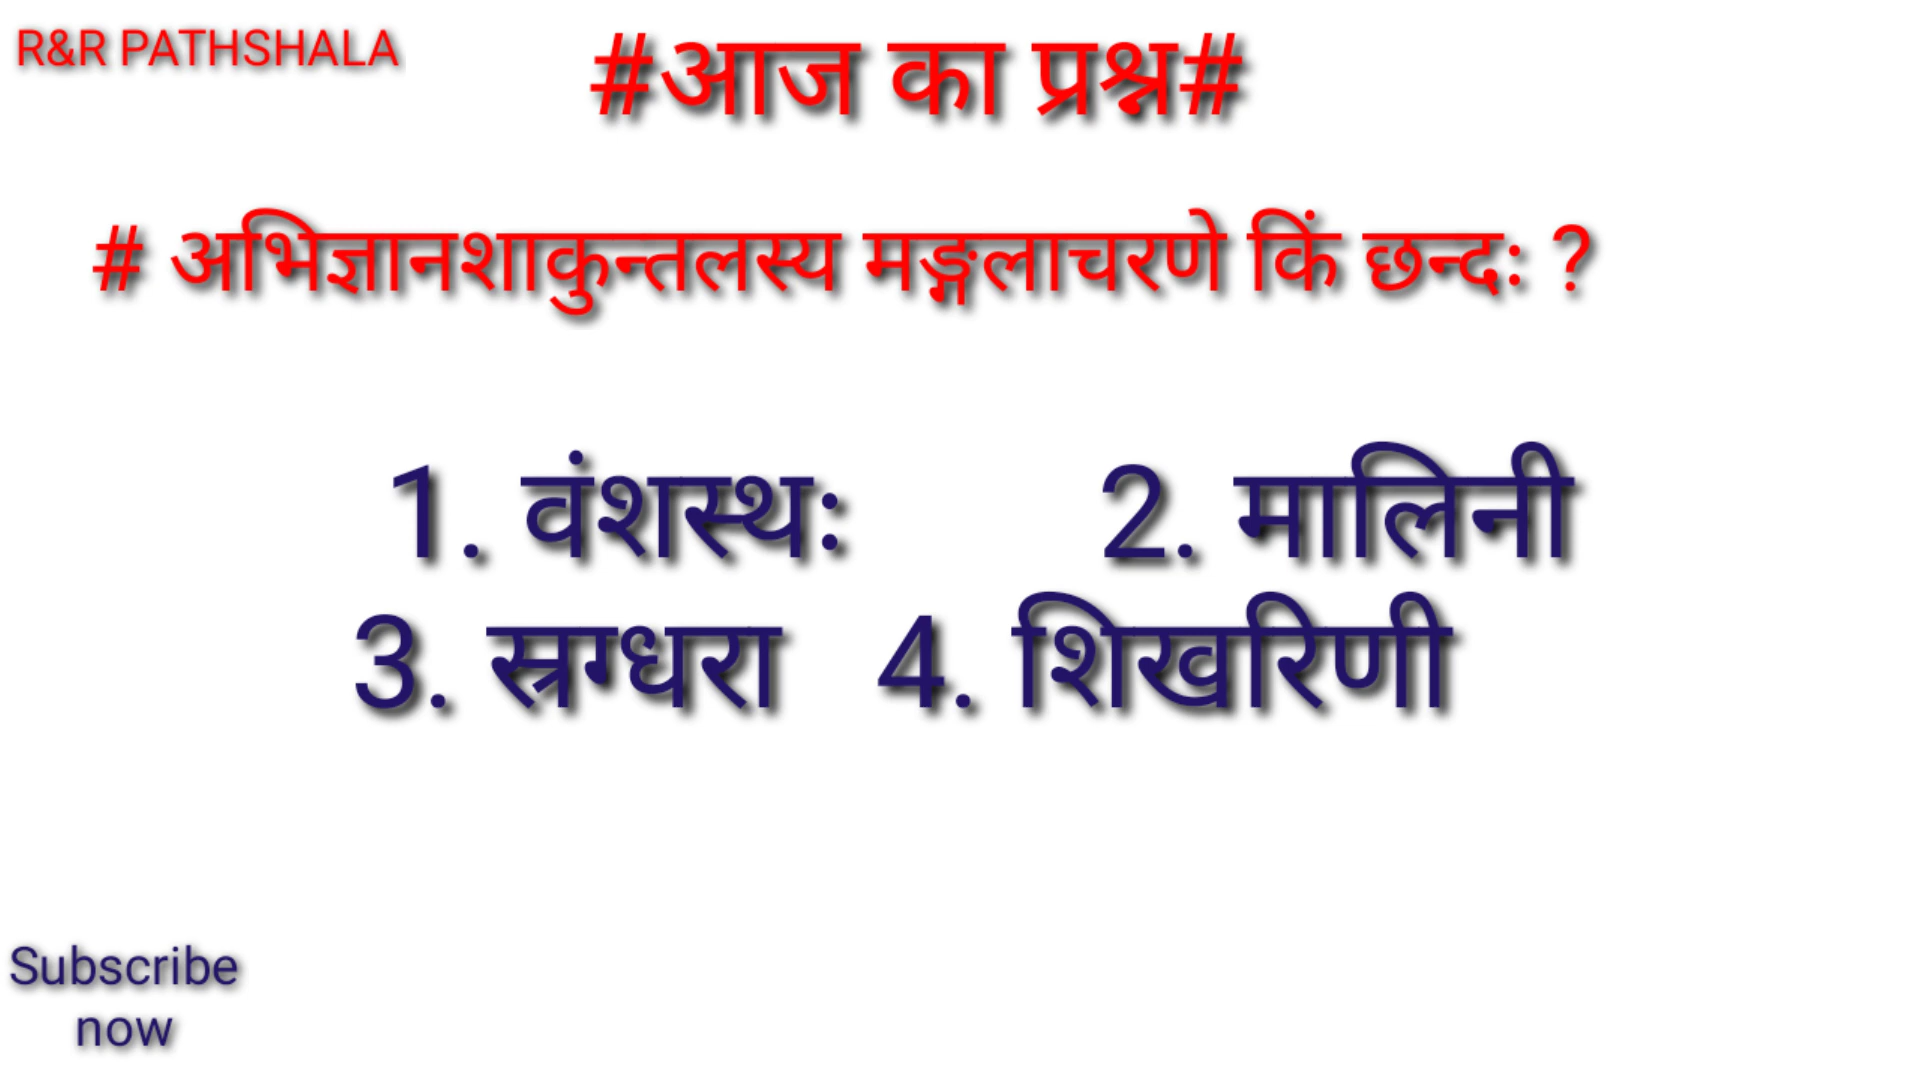 R&R PATHSHALA
#आज का प्रश्न#
# अभिज्ञानशाकुन्तलस्य मङ्गलाचरणे किं छन्दः ?
1. वंशस्थः 2. मालिनी
3. स्रग्धरा 4. शिखरिणी
Subscribe
now